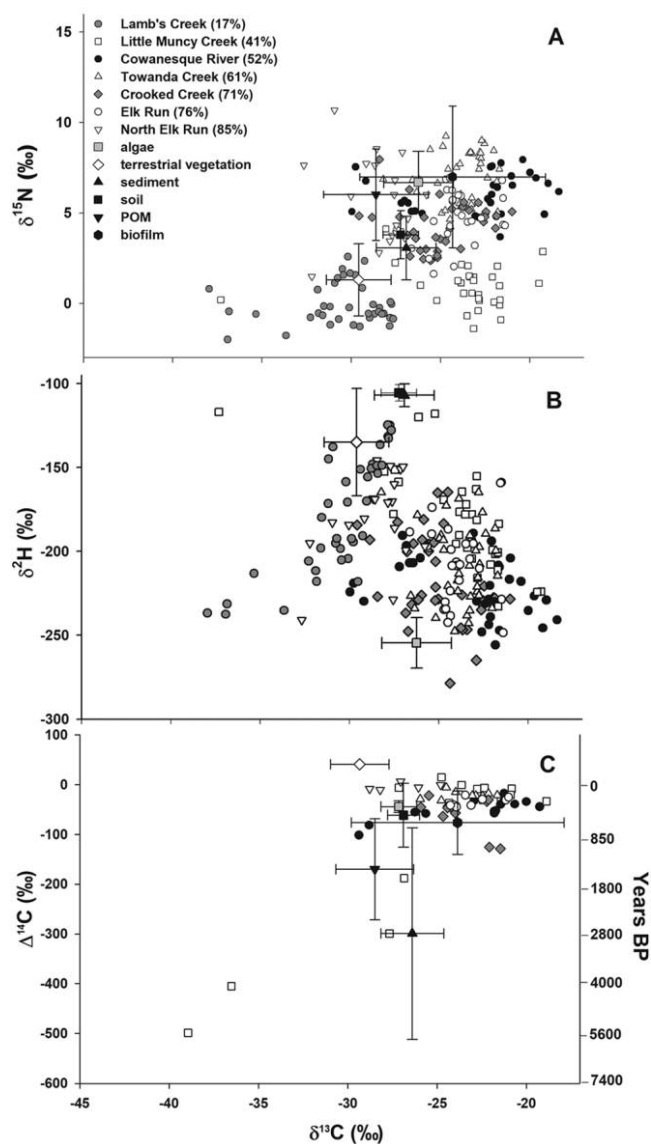 Lamb's Creek (17%)
Little Muncy Creek (41%)
Cowanesque River (52%)
Towanda Creek (61%)
Crooked Creek (71%)
Elk Run (76%)
North Elk Run (85%)
algae
terrestrial vegetation
sediment
soil
POM
biofilm
A
15
10
5
0
δ15N (‰)
B
-100
-150
-200
-250
-300
δ2H (‰)
C
100
0
-100
-200
-300
-400
-500
-600
Δ14C (‰)
0
850
1800
2800
4000
5600
7400
Years BP
-45 -40 -35 -30 -25 -20
δ13C (‰)